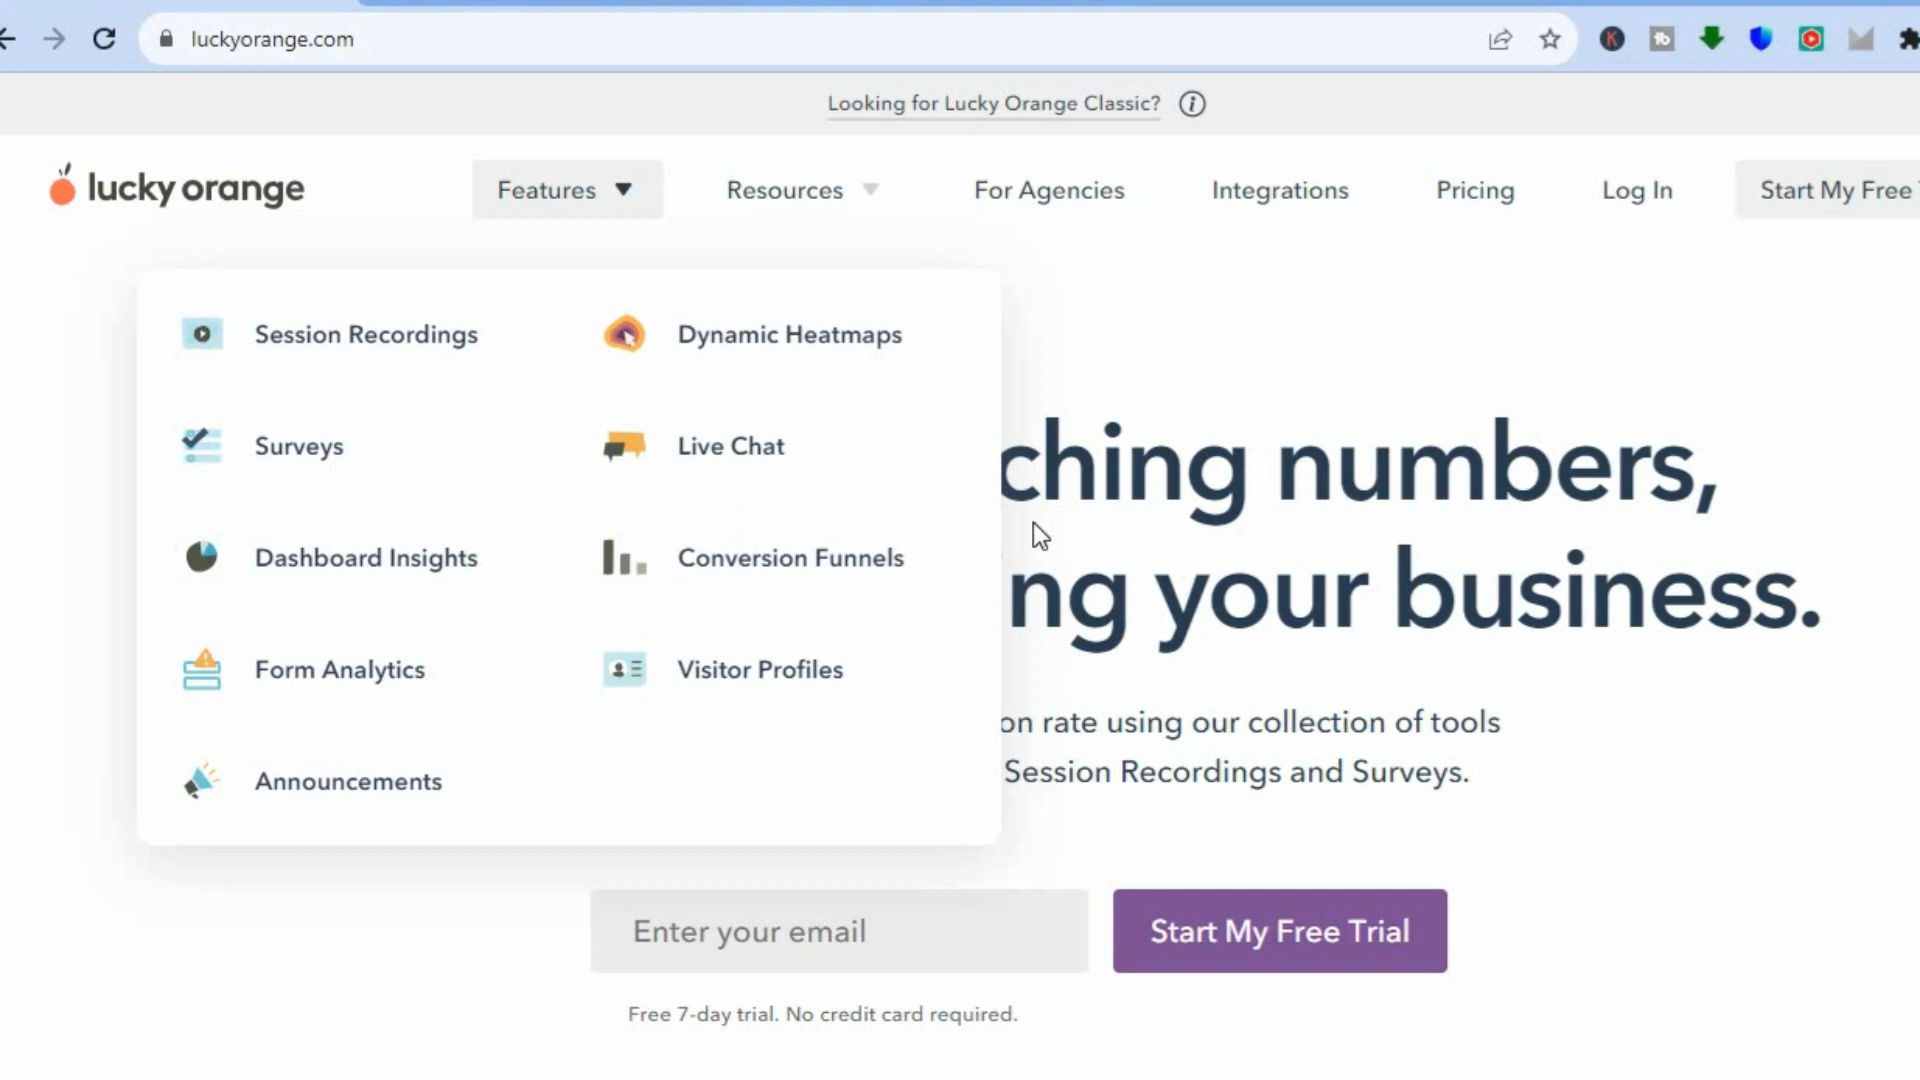 luckyorange.com
Looking for Lucky Orange Classic?
lucky orange
Features
Resources
For Agencies
Integrations
Pricing
Log In
Start My Free
Session Recordings
Dynamic Heatmaps
Surveys
Live Chat
Dashboard Insights
Conversion Funnels
Form Analytics
Visitor Profiles
Announcements
ching numbers,
ing your business.
on rate using our collection of tools
Session Recordings and Surveys.
Enter your email
Start My Free Trial
Free 7-day trial. No credit card required.